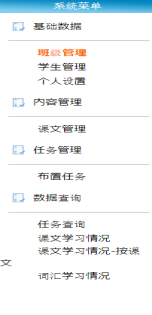 系统菜单
基础数据
班级管理
学生管理
个人设置
内容管理
课文管理
任务管理
布置任务
数据查询
任务查询
课文学习情况
课文学习情况-按课
文
词汇学习情况